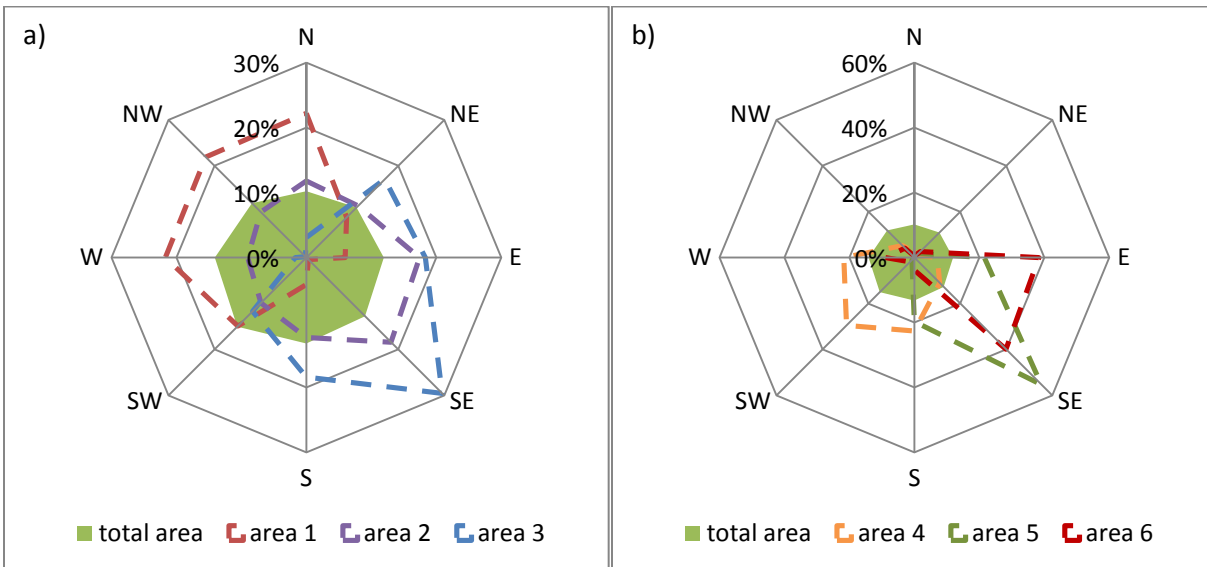 a)
N
30%
NW
NE
20%
10%
W
0%
E
SW
SE
S
total area area 1 area 2 area 3
b)
N
60%
NW
NE
40%
20%
W
0%
E
SW
SE
S
total area area 4 area 5 area 6